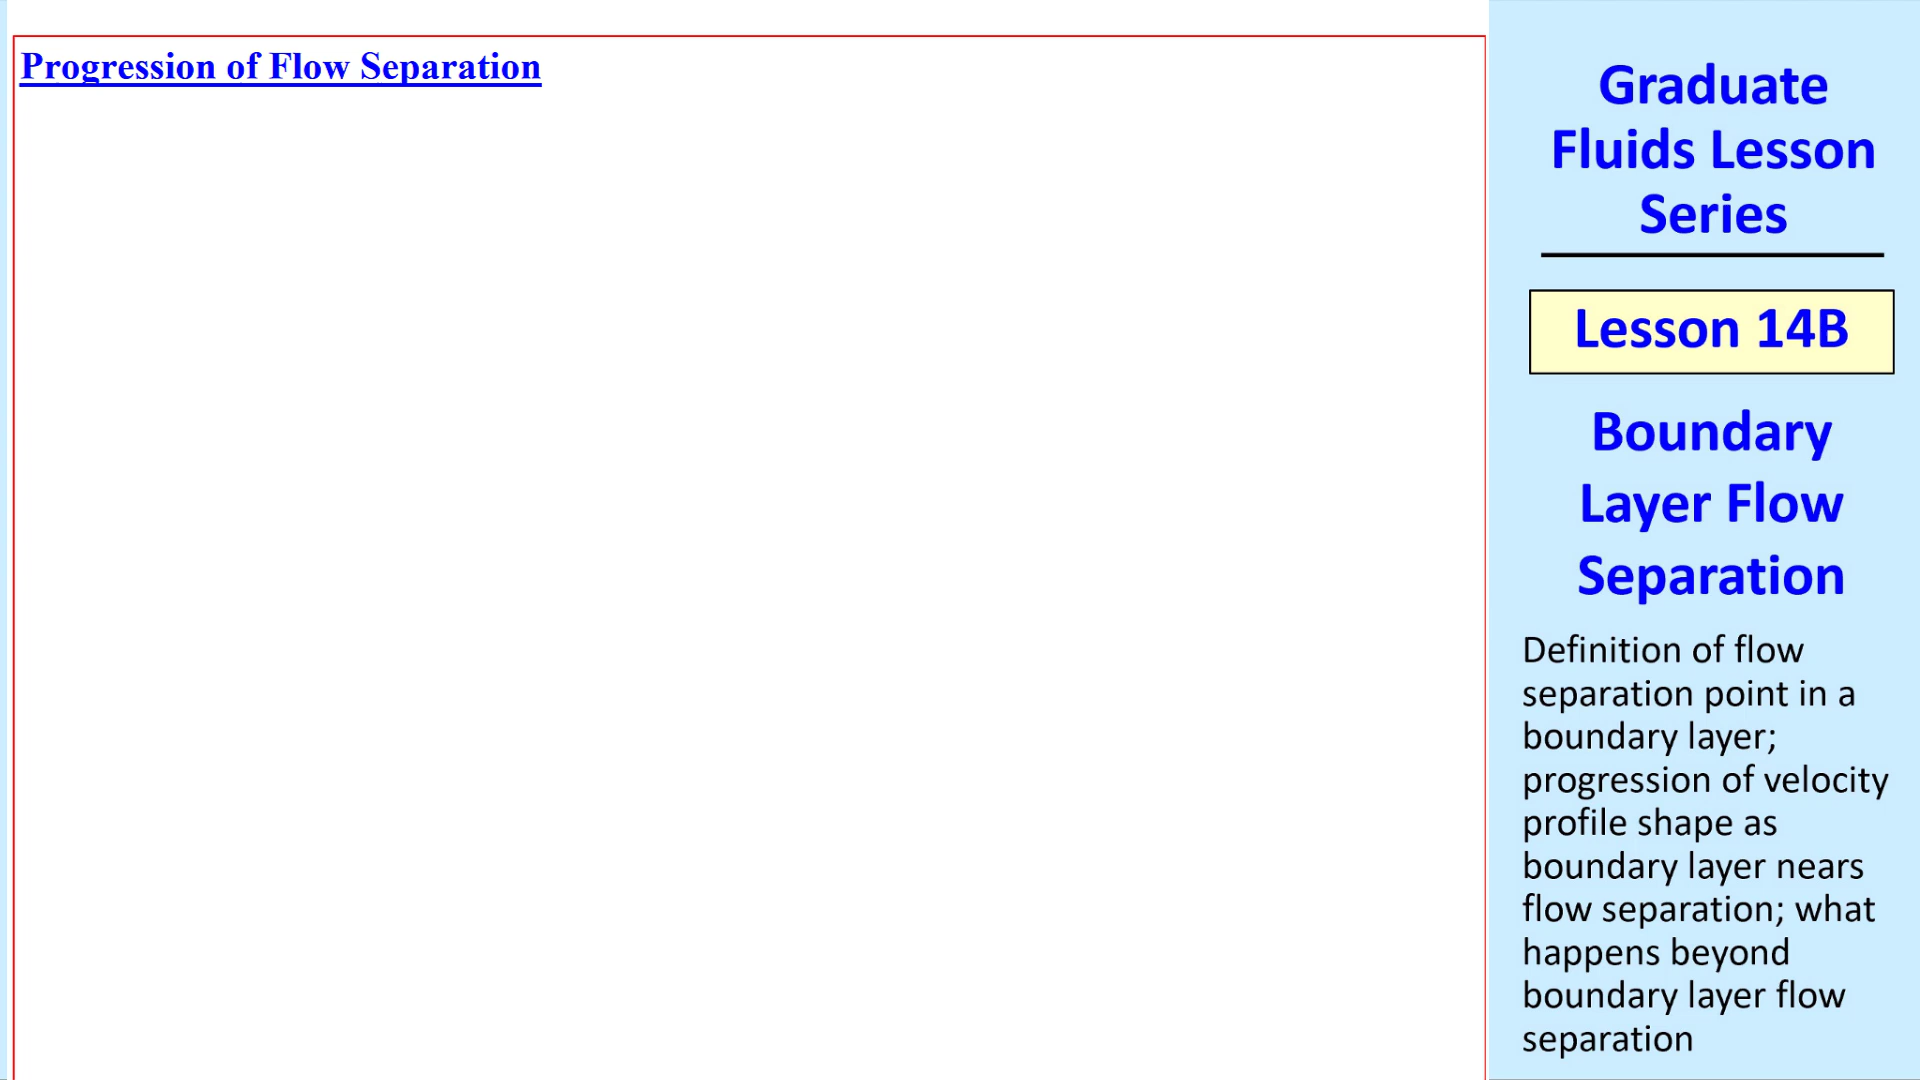 Progression of Flow Separation
Graduate
Fluids Lesson
Series
Lesson 14B
Boundary
Layer Flow
Separation
Definition of flow
separation point in a
boundary layer;
progression of velocity
profile shape as
boundary layer nears
flow separation; what
happens beyond
boundary layer flow
separation